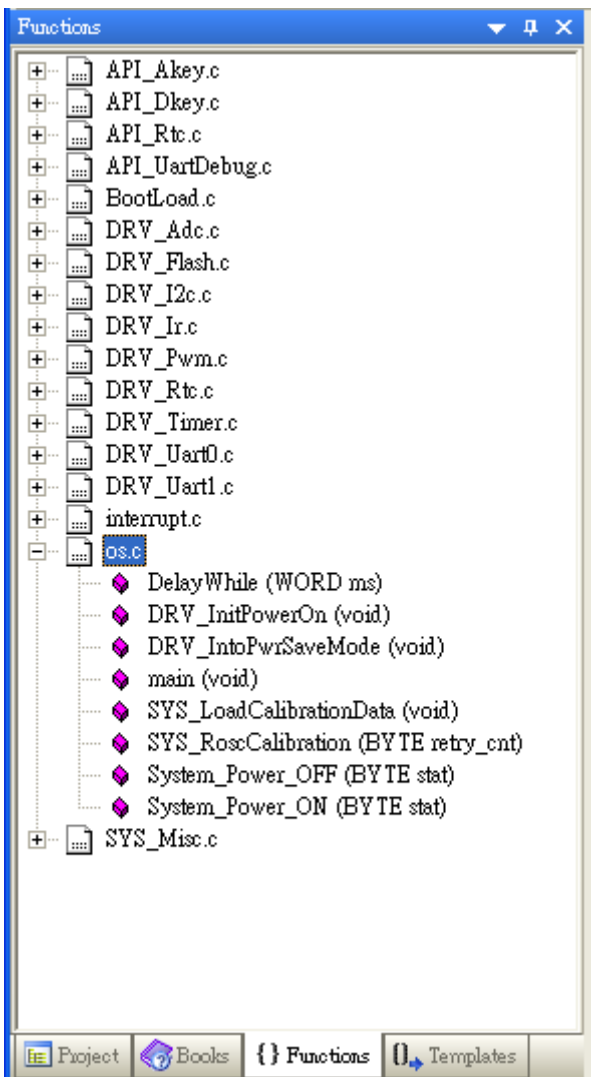 Functions
API_Akey.c
API_Dkey.c
API_Rtc.c
API_UartDebug.c
BootLoad.c
DRV_Adc.c
DRV_Flash.c
DRV_I2c.c
DRV_Ir.c
DRV_Pwm.c
DRV_Rtc.c
DRV_Timer.c
DRV_Uart0.c
DRV_Uart1.c
interrupt.c
os.c
DelayWhile (WORD ms)
DRV_InitPowerOn (void)
DRV_IntoPwrSaveMode (void)
main (void)
SYS_LoadCalibrationData (void)
SYS_RoscCalibration (BYTE retry_cnt)
System_Power_OFF (BYTE stat)
System_Power_ON (BYTE stat)
SYS_Misc.c
Project Books {} Functions 0 Templates